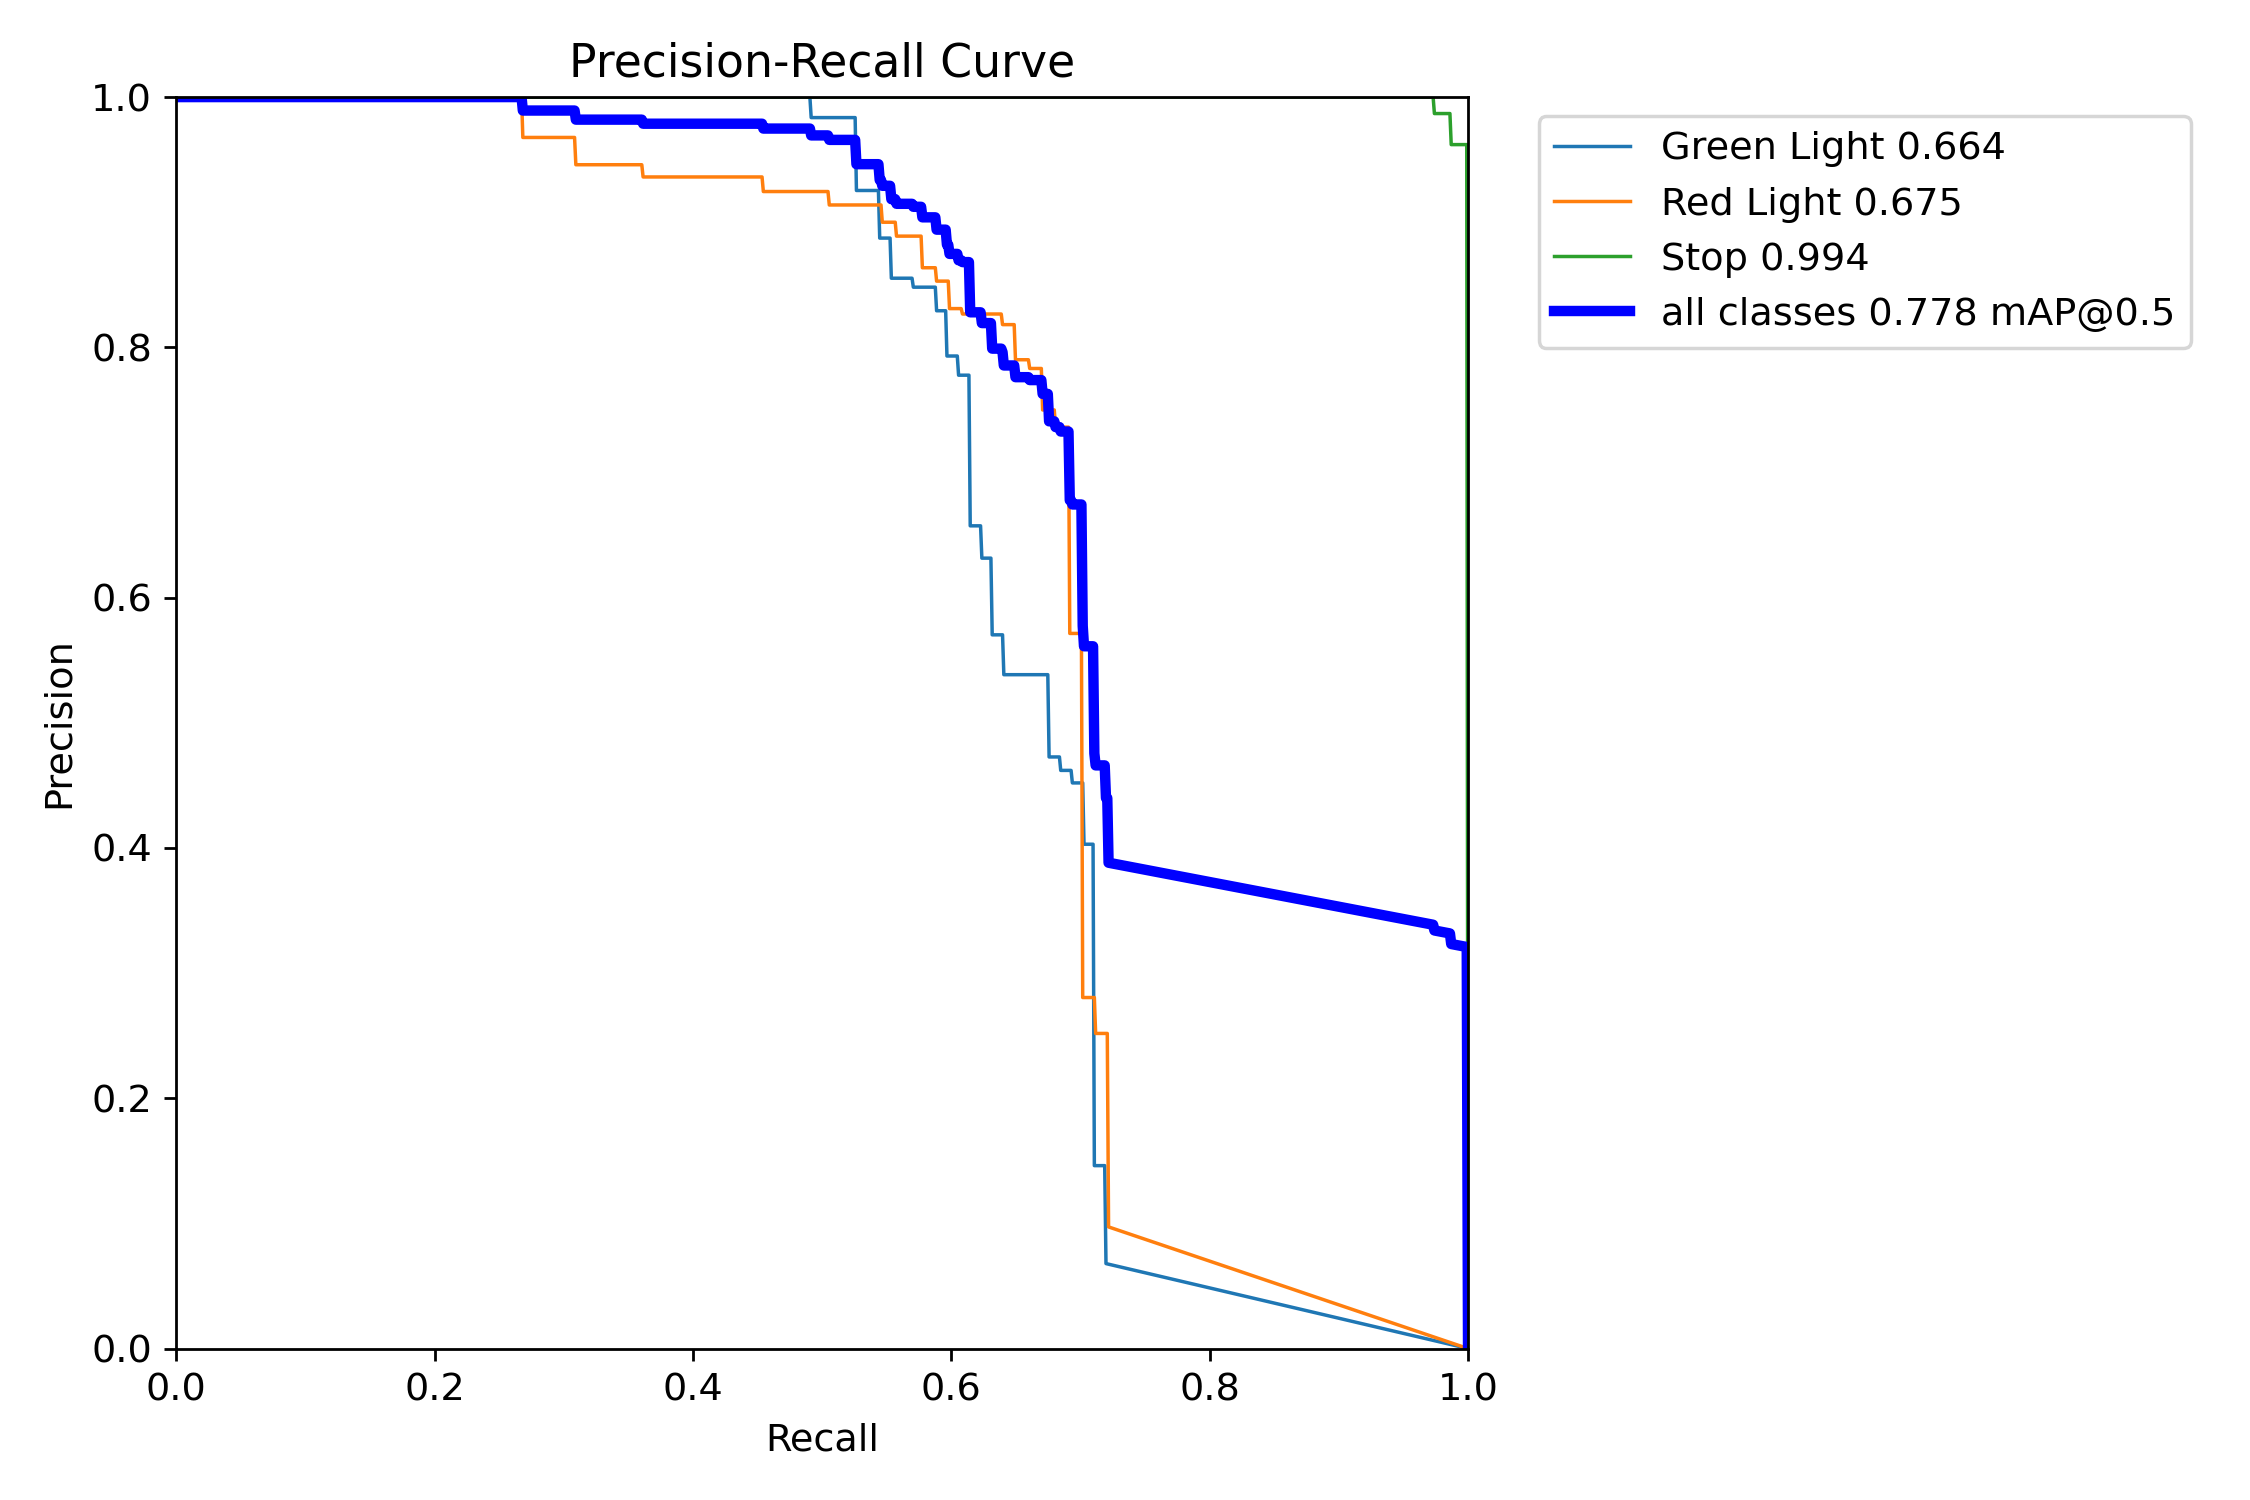 Precision-Recall Curve
1.0
0.8
0.6
0.4
0.2
0.0
Precision
0.0 0.2 0.4 0.6 0.8 1.0
Recall
Green Light 0.664
Red Light 0.675
Stop 0.994
all classes 0.778 mAP@0.5